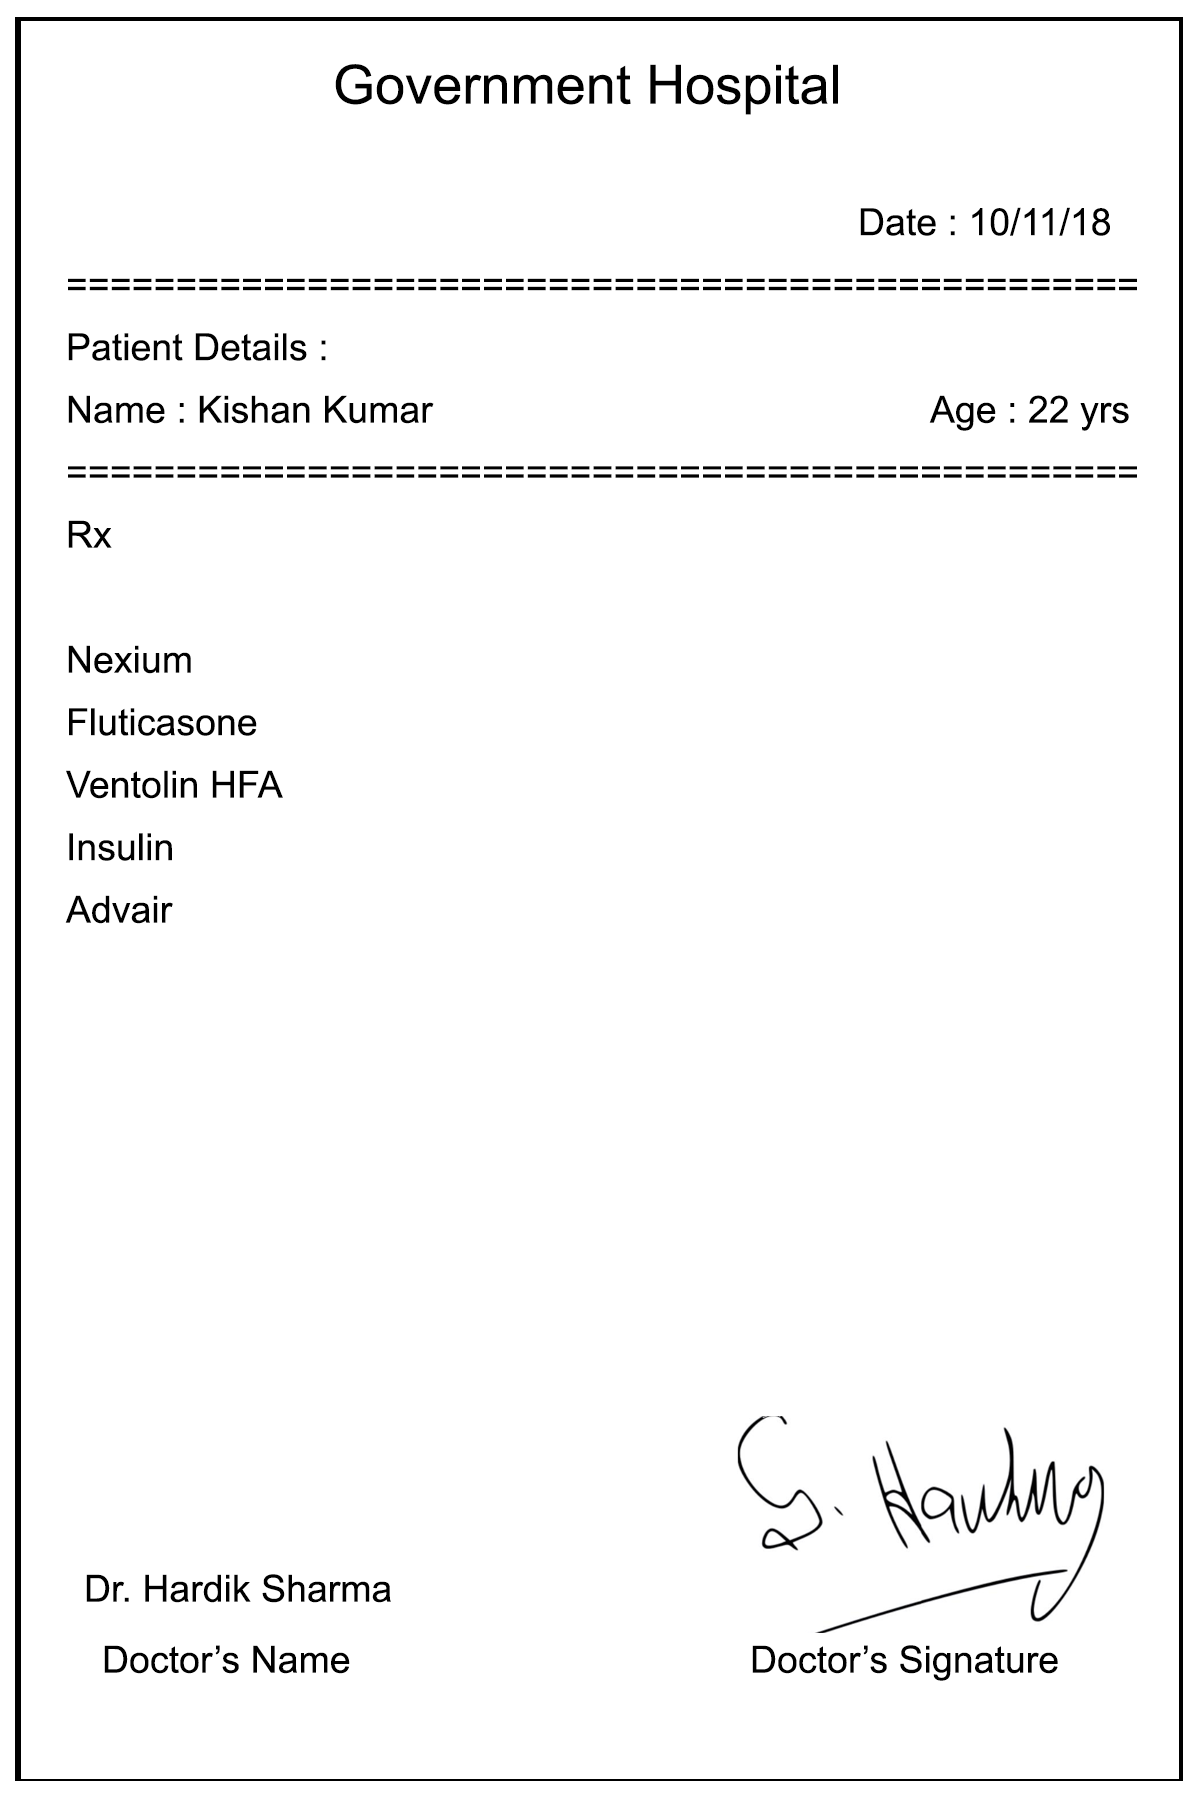 Government Hospital
Date : 10/11/18
=================================================
Patient Details :
Name : Kishan Kumar Age : 22 yrs
=================================================
Rx
Nexium
Fluticasone
Ventolin HFA
Insulin
Advair
Dr. Hardik Sharma
Doctor’s Name Doctor’s Signature